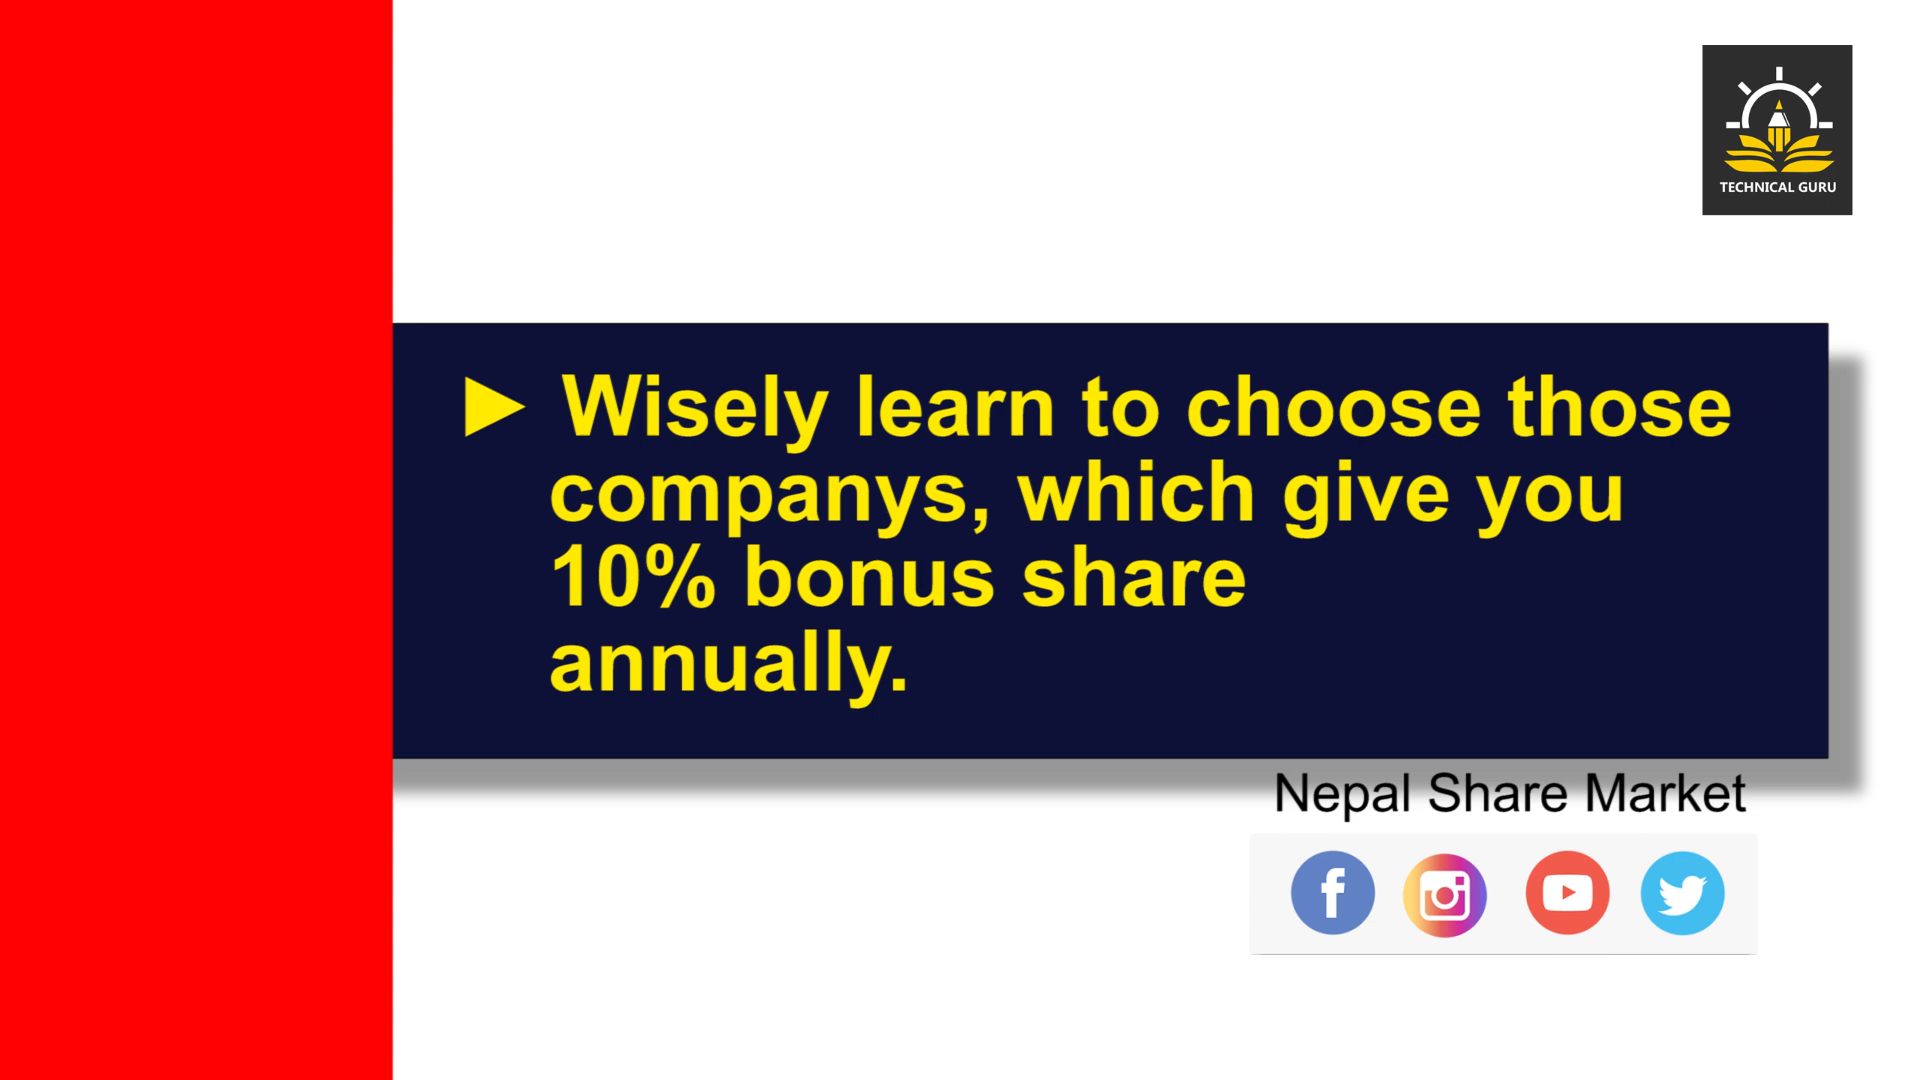 TECHNICAL GURU
► Wisely learn to choose those
companys, which give you
10% bonus share
annually.
Nepal Share Market